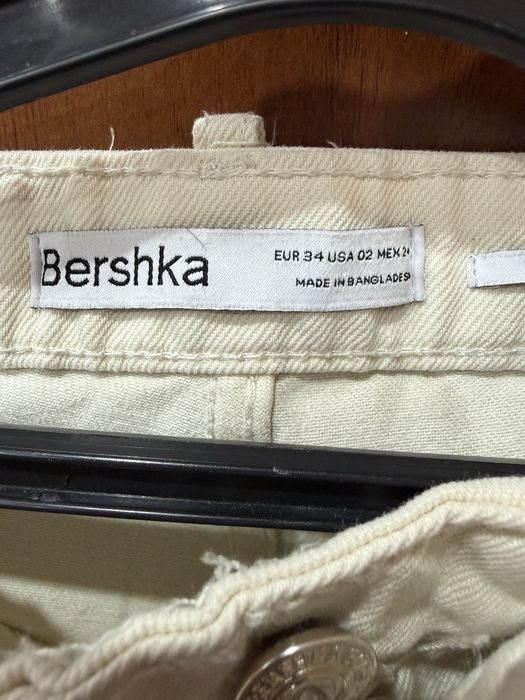 Bershka
EUR 34 USA 02 MEX 24
MADE IN BANGLADESH